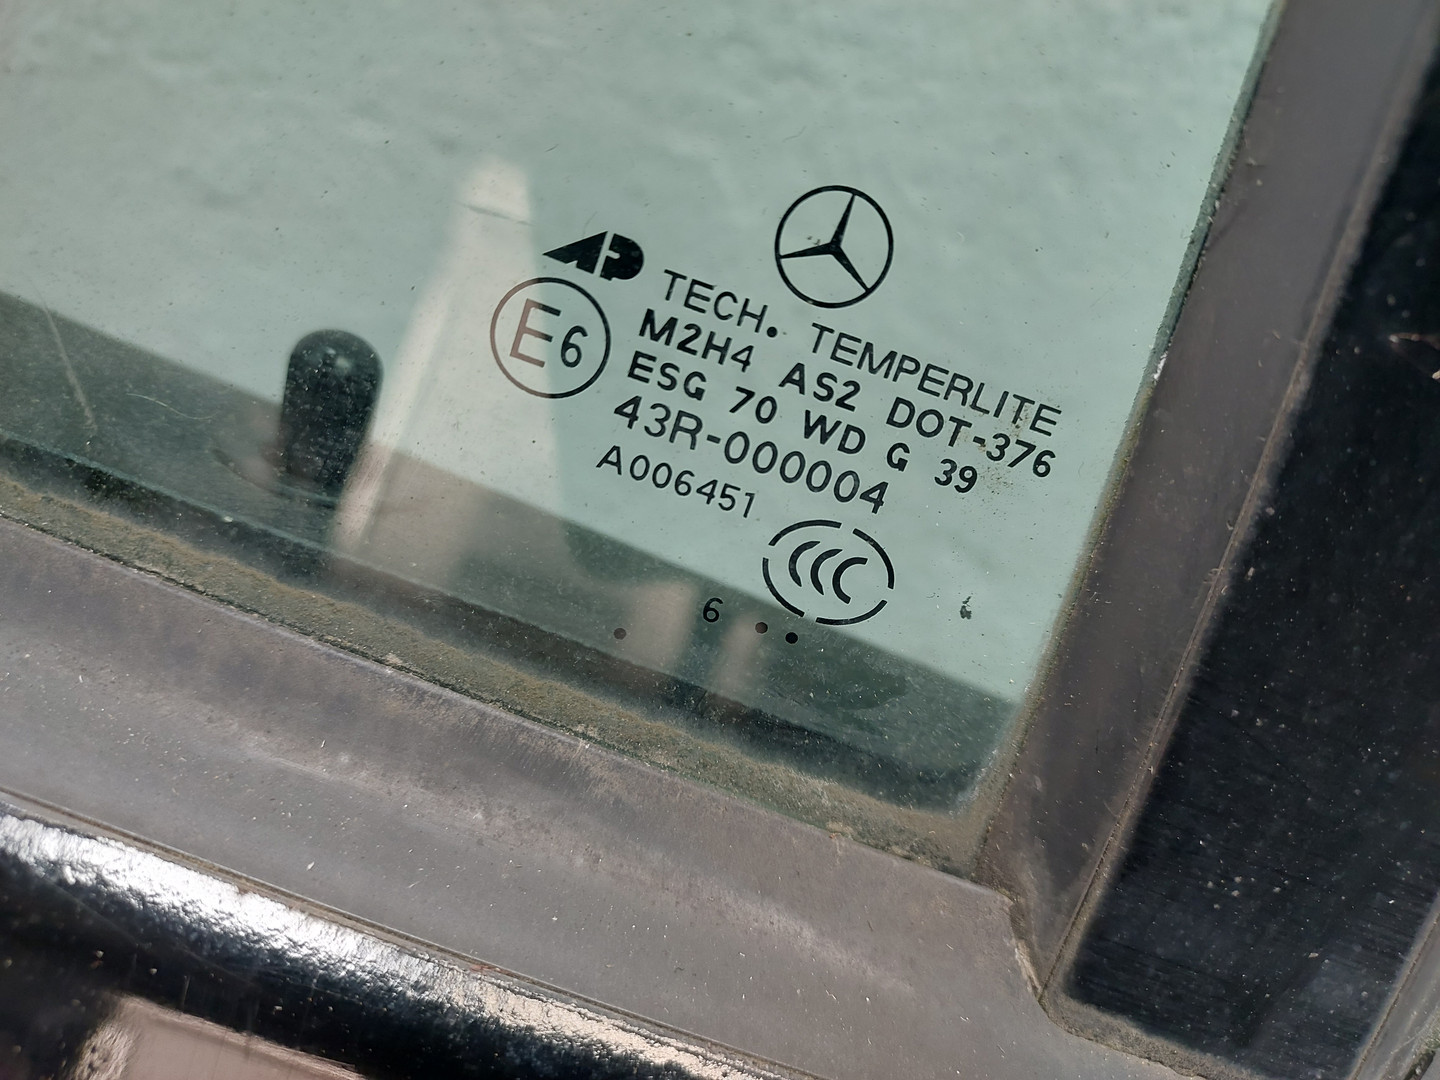 AP TECH. TEMPERLITE
E6 M2H4 AS2 DOT-376
ESG 70 WD G 39
43R-000004
A006451
CCC
6